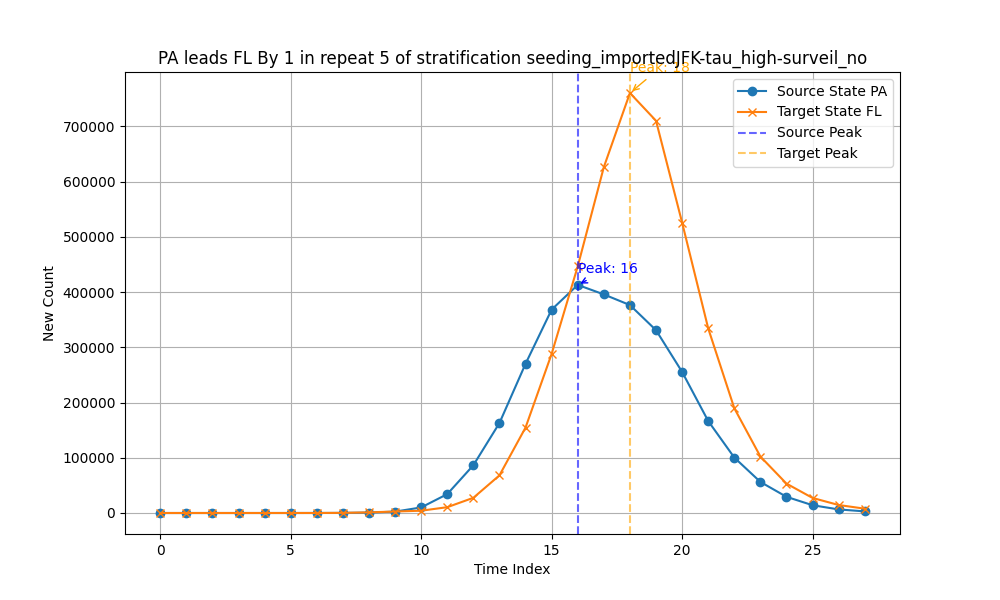 PA leads FL By 1 in repeat 5 of stratification seeding_importedJFK-tau_high-surveil_no
Peak: 18
Source State PA
Target State FL
Source Peak
Target Peak
Peak: 16
New Count
700000
600000
500000
400000
300000
200000
100000
0
0 5 10 15 20 25
Time Index